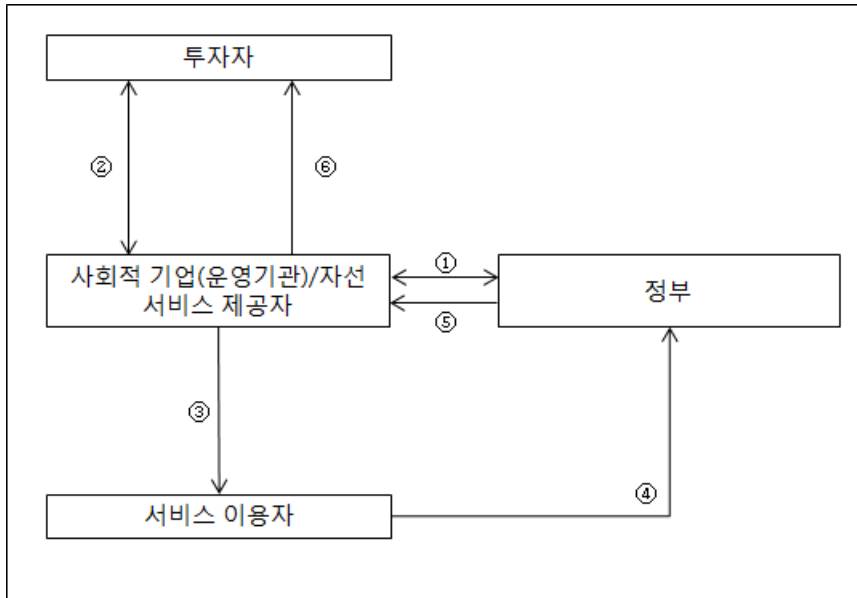 투자자
②
⑥
사회적 기업(운영기관)/자선
서비스 제공자
①
⑤
정부
③
서비스 이용자
④